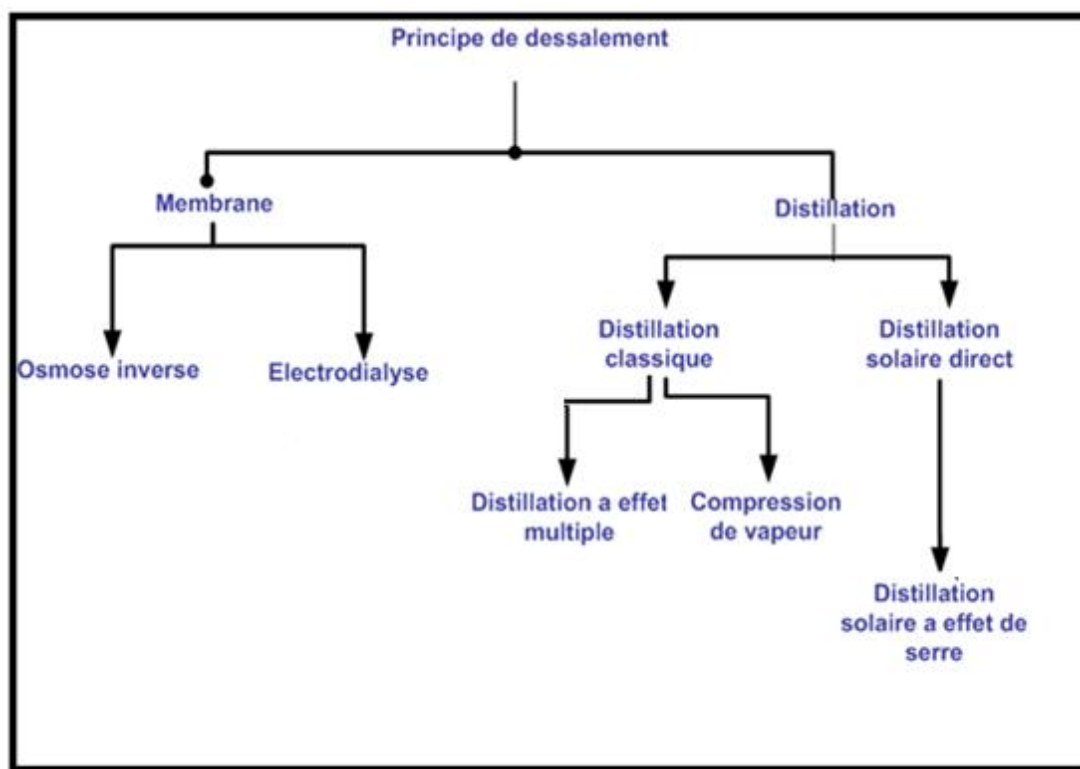 Principe de dessalement
Membrane
Distillation
Osmose inverse
Electrodialyse
Distillation
classique
Distillation
solaire direct
Distillation a effet
multiple
Compression
de vapeur
Distillation
solaire a effet de
serre